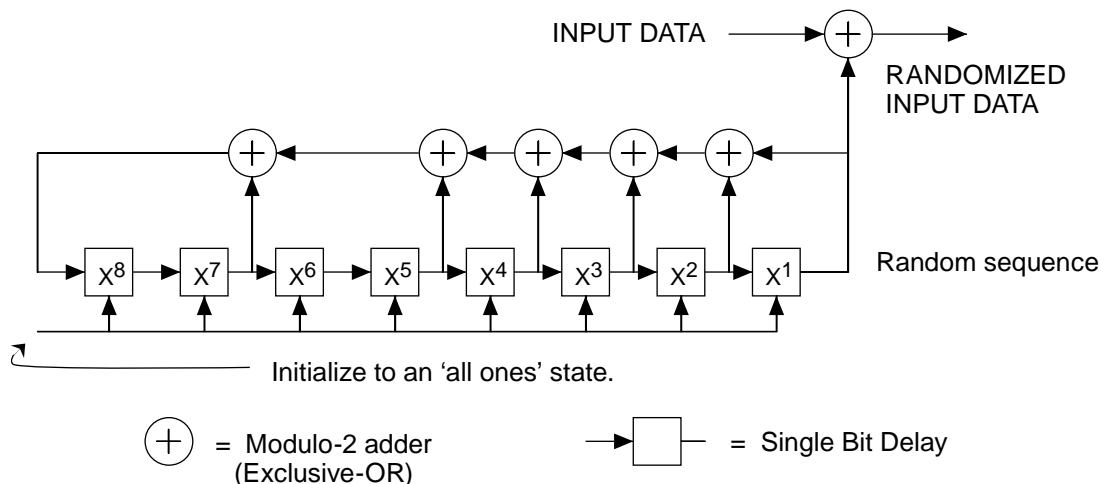 INPUT DATA
RANDOMIZED
INPUT DATA
X⁸ X⁷ X⁶ X⁵ X⁴ X³ X² X¹
Random sequence
Initialize to an ‘all ones’ state.
= Modulo-2 adder
(Exclusive-OR)
= Single Bit Delay